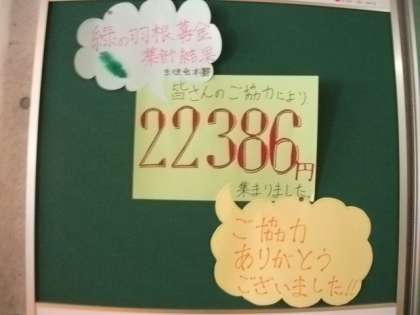 緑の羽根募金
集計結果
皆さんのご協力により
22386円
集まりました
ご協力
ありがとう
ございました!!